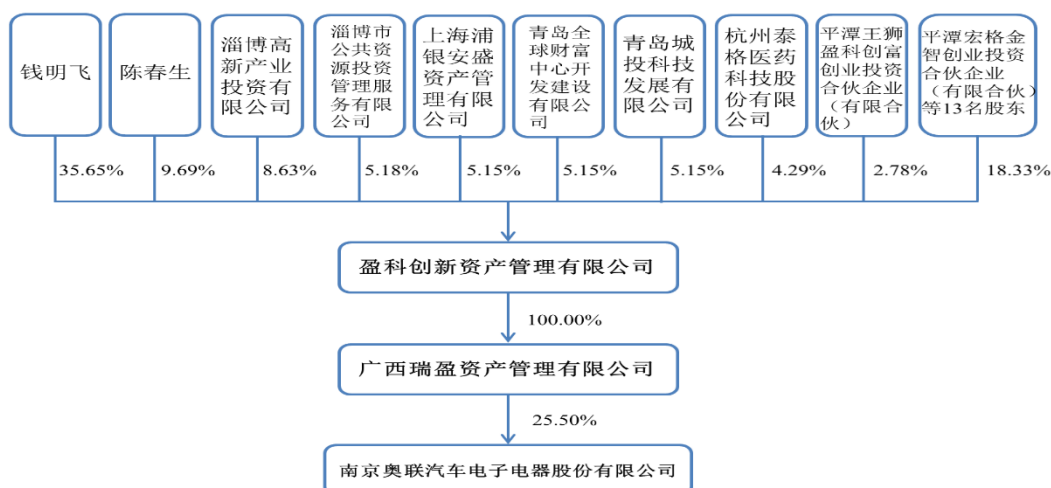 钱明飞
陈春生
淄博高
新产业
投资有
限公司
淄博市
公共资
源投资
管理服
务有限
公司
上海浦
银安盛
资产管
理有限
公司
青岛全
球财富
中心开
发建设
有限公
司
青岛城
投科技
发展有
限公司
杭州泰
格医药
科技股
份有限
公司
平潭王狮
盈科创富
创业投资
合伙企业
（有限合
伙）
平潭宏格金
智创业投资
合伙企业
（有限合伙）
等13名股东
35.65%
9.69%
8.63%
5.18%
5.15%
5.15%
5.15%
4.29%
2.78%
18.33%
盈科创新资产管理有限公司
100.00%
广西瑞盈资产管理有限公司
25.50%
南京奥联汽车电子电器股份有限公司